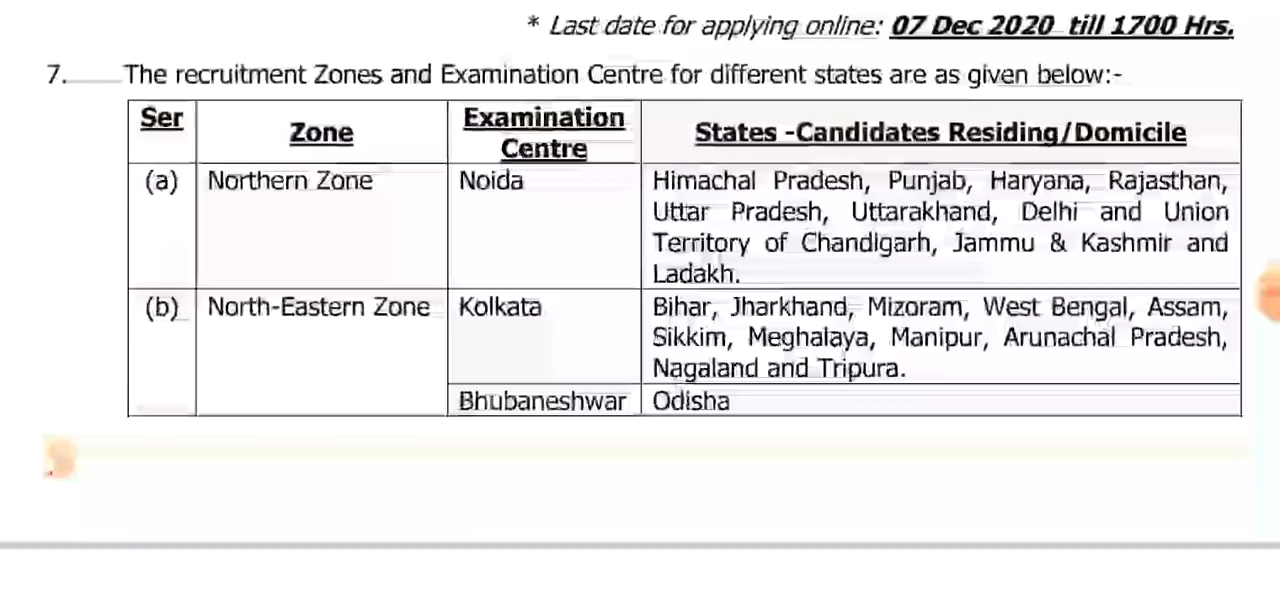 * Last date for applying online: 07 Dec 2020 till 1700 Hrs.
7. The recruitment Zones and Examination Centre for different states are as given below:-
Ser Zone Examination Centre States -Candidates Residing/Domicile
(a) Northern Zone Noida Himachal Pradesh, Punjab, Haryana, Rajasthan,
Uttar Pradesh, Uttarakhand, Delhi and Union
Territory of Chandigarh, Jammu & Kashmir and
Ladakh.
(b) North-Eastern Zone Kolkata Bihar, Jharkhand, Mizoram, West Bengal, Assam,
Sikkim, Meghalaya, Manipur, Arunachal Pradesh,
Nagaland and Tripura.
Bhubaneshwar Odisha